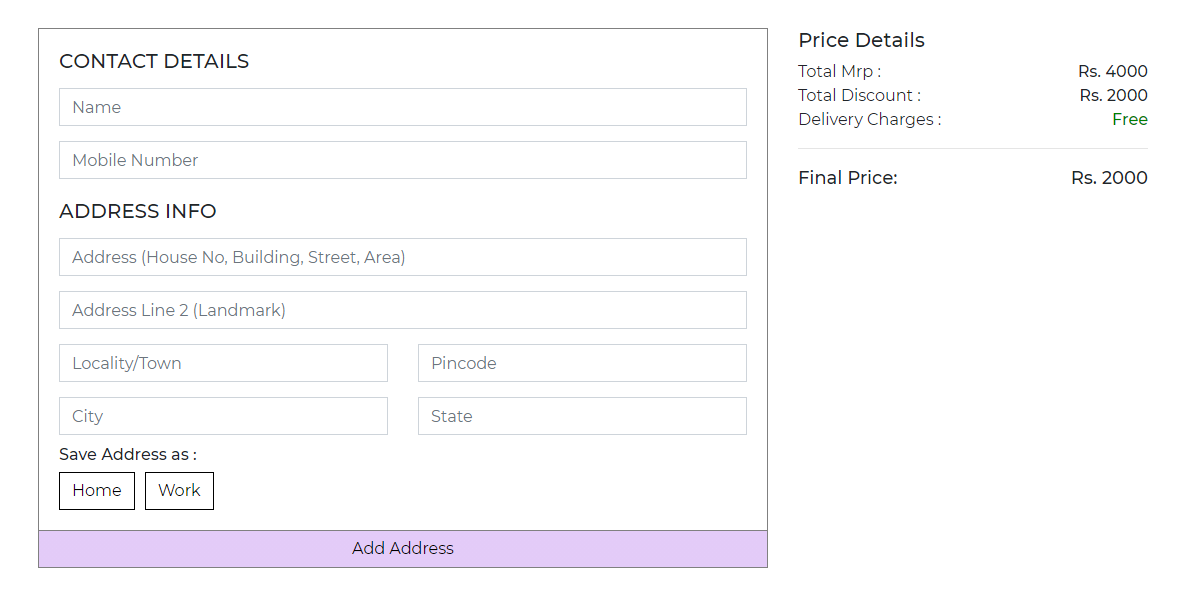 CONTACT DETAILS
Name
Mobile Number
ADDRESS INFO
Address (House No, Building, Street, Area)
Address Line 2 (Landmark)
Locality/Town Pincode
City State
Save Address as :
Home Work
Add Address
Price Details
Total Mrp : Rs. 4000
Total Discount : Rs. 2000
Delivery Charges : Free
Final Price: Rs. 2000